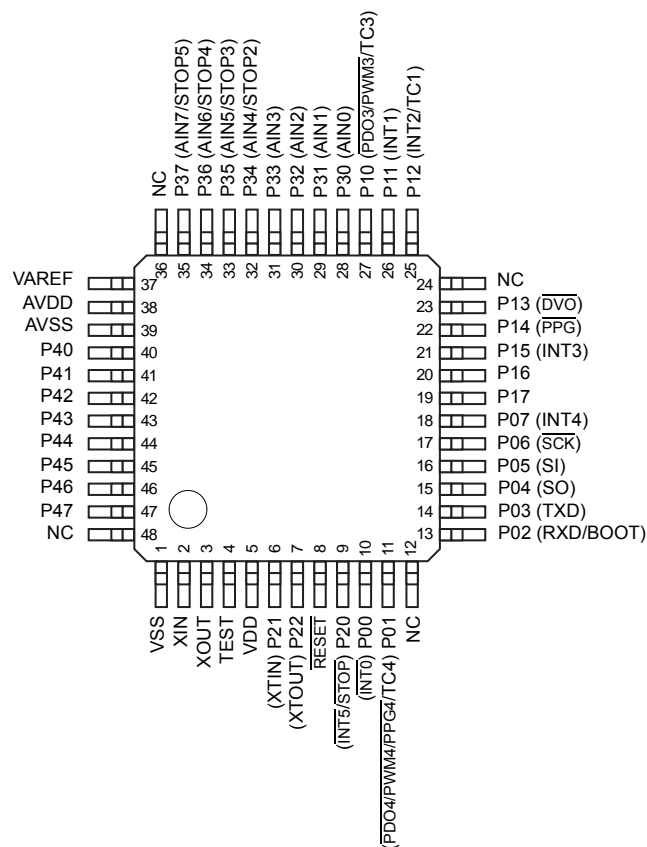 NC
P37 (AIN7/STOP5)
P36 (AIN6/STOP4)
P35 (AIN5/STOP3)
P34 (AIN4/STOP2)
P33 (AIN3)
P32 (AIN2)
P31 (AIN1)
P30 (AIN0)
P10 (PDO3/PWM3/TC3)
P11 (INT1)
P12 (INT2/TC1)
36
35
34
33
32
31
30
29
28
27
26
25
VAREF 37
AVDD 38
AVSS 39
P40 40
P41 41
P42 42
P43 43
P44 44
P45 45
P46 46
P47 47
NC 48
24 NC
23 P13 (DVO)
22 P14 (PPG)
21 P15 (INT3)
20 P16
19 P17
18 P07 (INT4)
17 P06 (SCK)
16 P05 (SI)
15 P04 (SO)
14 P03 (TXD)
13 P02 (RXD/BOOT)
1
2
3
4
5
6
7
8
9
10
11
12
VSS
XIN
XOUT
TEST
VDD
(XTIN) P21
(XTOUT) P22
RESET
(INT5/STOP) P20
(INT0) P00
(PDO4/PWM4/PPG4/TC4) P01
NC